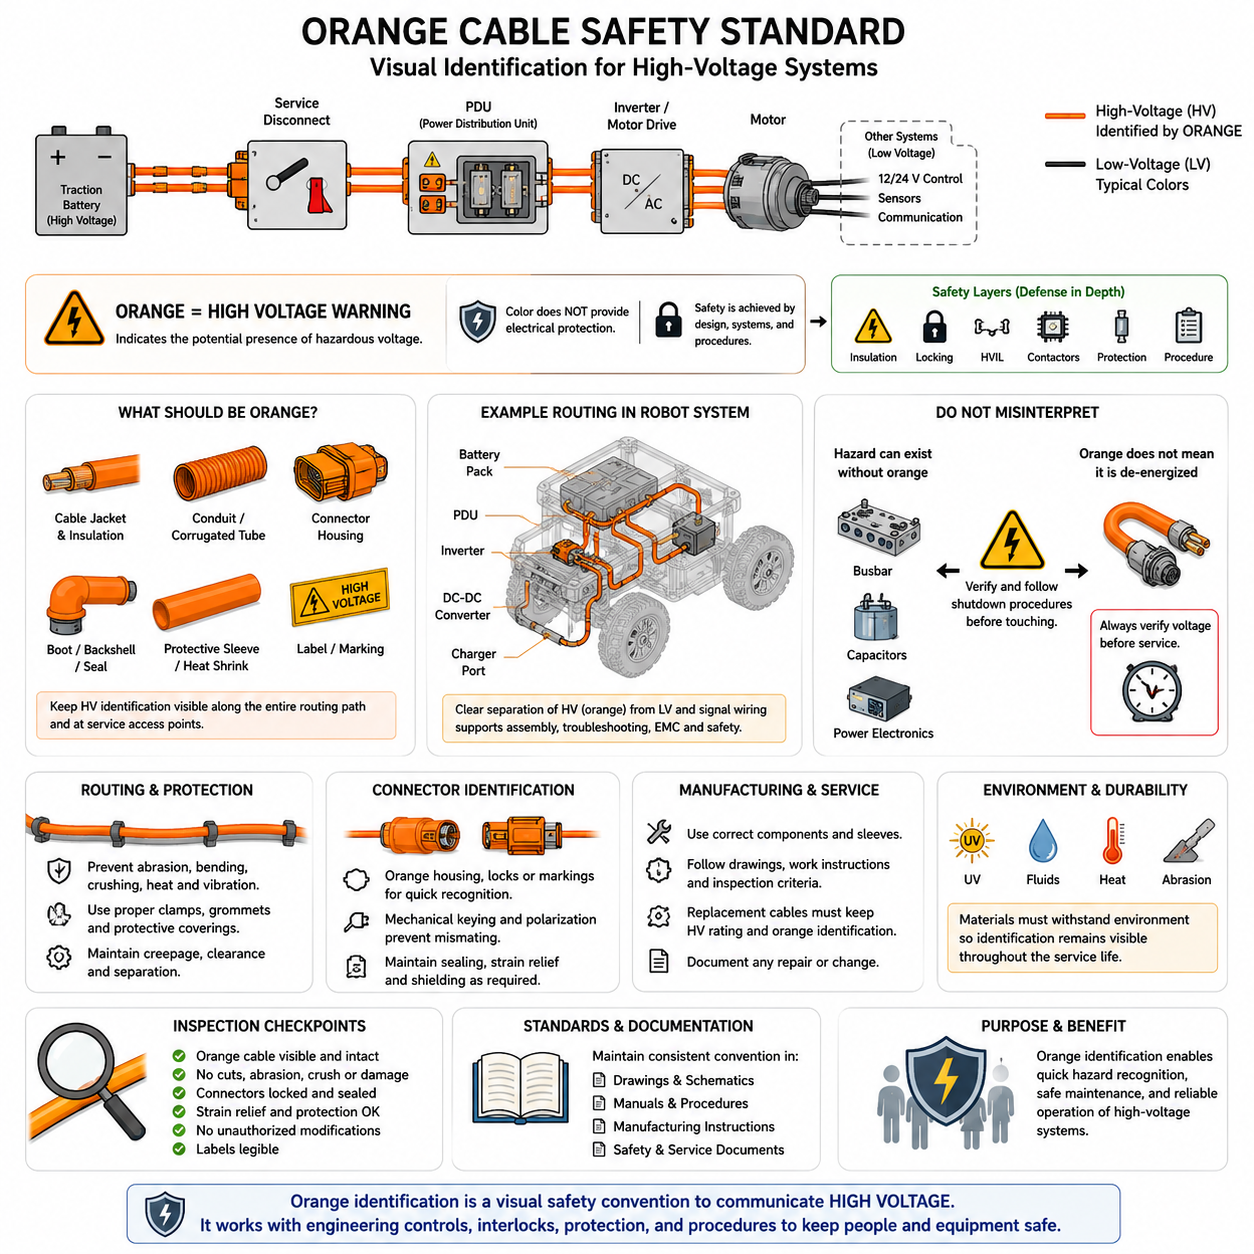 ORANGE CABLE SAFETY STANDARD
Visual Identification for High-Voltage Systems
+ −
Traction
Battery
(High Voltage)
Service
Disconnect
PDU
(Power Distribution Unit)
Inverter /
Motor Drive
DC
AC
Motor
Other Systems
(Low Voltage)
12/24 V Control
Sensors
Communication
High-Voltage (HV)
Identified by ORANGE
Low-Voltage (LV)
Typical Colors
ORANGE = HIGH VOLTAGE WARNING
Indicates the potential presence of hazardous voltage.
Color does NOT provide
electrical protection.
Safety is achieved by
design, systems, and
procedures.
Safety Layers (Defense in Depth)
Insulation
Locking
HVIL
Contactors
Protection
Procedure
WHAT SHOULD BE ORANGE?
Cable Jacket
& Insulation
Conduit /
Corrugated Tube
Connector
Housing
HIGH
VOLTAGE
Boot / Backshell
/ Seal
Protective Sleeve
/ Heat Shrink
Label / Marking
Keep HV identification visible along the entire routing path
and at service access points.
EXAMPLE ROUTING IN ROBOT SYSTEM
Battery
Pack
PDU
Inverter
DC-DC
Converter
Charger
Port
Clear separation of HV (orange) from LV and signal wiring
supports assembly, troubleshooting, EMC and safety.
DO NOT MISINTERPRET
Hazard can exist
without orange
Busbar
Capacitors
Power Electronics
Verify and follow
shutdown procedures
before touching.
Orange does not mean
it is de-energized
Always verify voltage
before service.
V
ROUTING & PROTECTION
Prevent abrasion, bending,
crushing, heat and vibration.
Use proper clamps, grommets
and protective coverings.
Maintain creepage, clearance
and separation.
CONNECTOR IDENTIFICATION
Orange housing, locks or markings
for quick recognition.
Mechanical keying and polarization
prevent mismating.
Maintain sealing, strain relief
and shielding as required.
MANUFACTURING & SERVICE
Use correct components and sleeves.
Follow drawings, work instructions
and inspection criteria.
Replacement cables must keep
HV rating and orange identification.
Document any repair or change.
ENVIRONMENT & DURABILITY
UV
UV
Fluids
Heat
Abrasion
Materials must withstand environment
so identification remains visible
throughout the service life.
INSPECTION CHECKPOINTS
Orange cable visible and intact
No cuts, abrasion, crush or damage
Connectors locked and sealed
Strain relief and protection OK
No unauthorized modifications
Labels legible
STANDARDS & DOCUMENTATION
Maintain consistent convention in:
Drawings & Schematics
Manuals & Procedures
Manufacturing Instructions
Safety & Service Documents
PURPOSE & BENEFIT
Orange identification enables
quick hazard recognition,
safe maintenance, and reliable
operation of high-voltage
systems.
Orange identification is a visual safety convention to communicate HIGH VOLTAGE.
It works with engineering controls, interlocks, protection, and procedures to keep people and equipment safe.